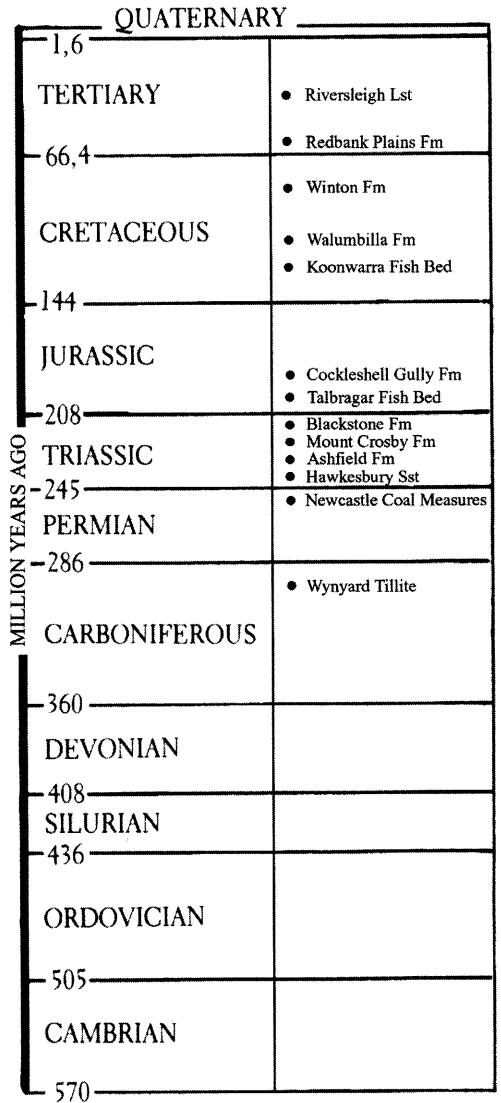 QUATERNARY
1,6
TERTIARY
Riversleigh Lst
Redbank Plains Fm
66,4
Winton Fm
CRETACEOUS
Walumbilla Fm
Koonwarra Fish Bed
144
JURASSIC
Cockleshell Gully Fm
Talbragar Fish Bed
208
Blackstone Fm
Mount Crosby Fm
TRIASSIC
Ashfield Fm
Hawkesbury Sst
245
Newcastle Coal Measures
PERMIAN
286
Wynyard Tillite
CARBONIFEROUS
360
DEVONIAN
408
SILURIAN
436
ORDOVICIAN
505
CAMBRIAN
570
MILLION YEARS AGO